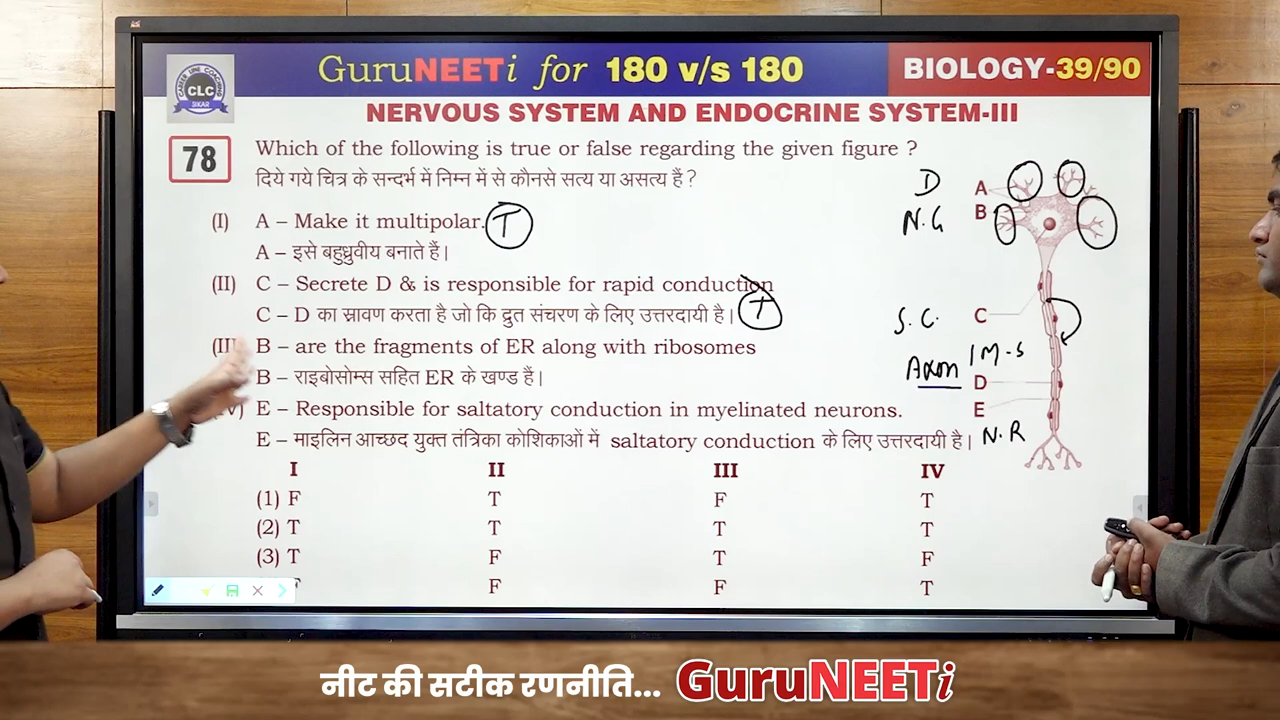 GuruNEETi for 180 v/s 180
BIOLOGY-39/90
CLC
SIKAR
NERVOUS SYSTEM AND ENDOCRINE SYSTEM-III
78
Which of the following is true or false regarding the given figure ?
दिये गये चित्र के सन्दर्भ में निम्न में से कौनसे सत्य या असत्य हैं ?
(I) A – Make it multipolar. T
A – इसे बहुध्रुवीय बनाते हैं।
(II) C – Secrete D & is responsible for rapid conduction
C – D का स्रावण करता है जो कि द्रुत संचरण के लिए उत्तरदायी है। T
(III B – are the fragments of ER along with ribosomes
B – राइबोसोम्स सहित ER के खण्ड हैं।
E – Responsible for saltatory conduction in myelinated neurons.
E – माइलिन आच्छद युक्त तंत्रिका कोशिकाओं में saltatory conduction के लिए उत्तरदायी है।
D A
N.G B
S.C. C
Axon M-S
D
E
N.R
I II III IV
(1) F T F T
(2) T T T T
(3) T F T F
F F F T
नीट की सटीक रणनीति... GuruNEETi